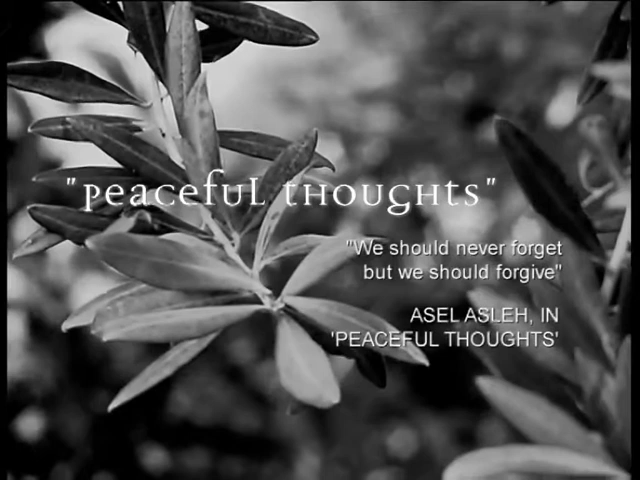 "peaceful thoughts"
"We should never forget
but we should forgive"
ASEL ASLEH, IN
'PEACEFUL THOUGHTS'